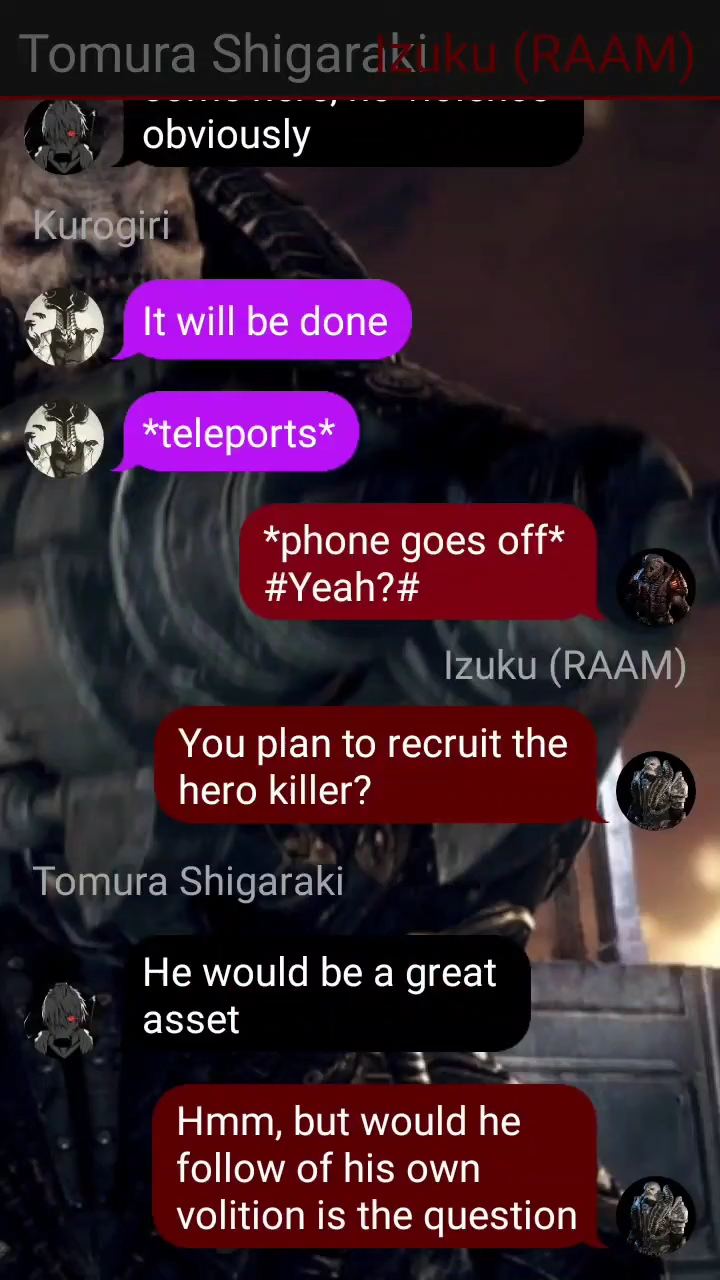 Tomura Shigaraki
Izuku (RAAM)
obviously
Kurogiri
It will be done
*teleports*
*phone goes off*
#Yeah?#
Izuku (RAAM)
You plan to recruit the
hero killer?
Tomura Shigaraki
He would be a great
asset
Hmm, but would he
follow of his own
volition is the question